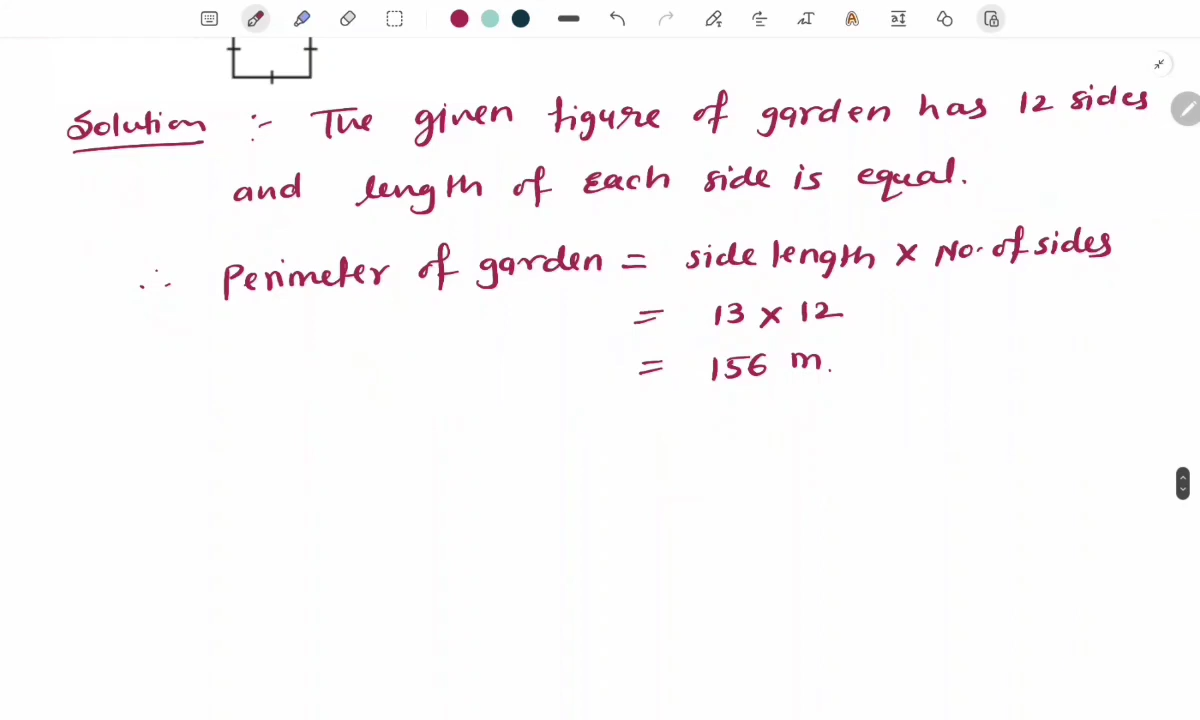 Solution :- The given figure of garden has 12 sides
and length of each side is equal.
∴ Perimeter of garden = side length × No. of sides
= 13 × 12
= 156 m.